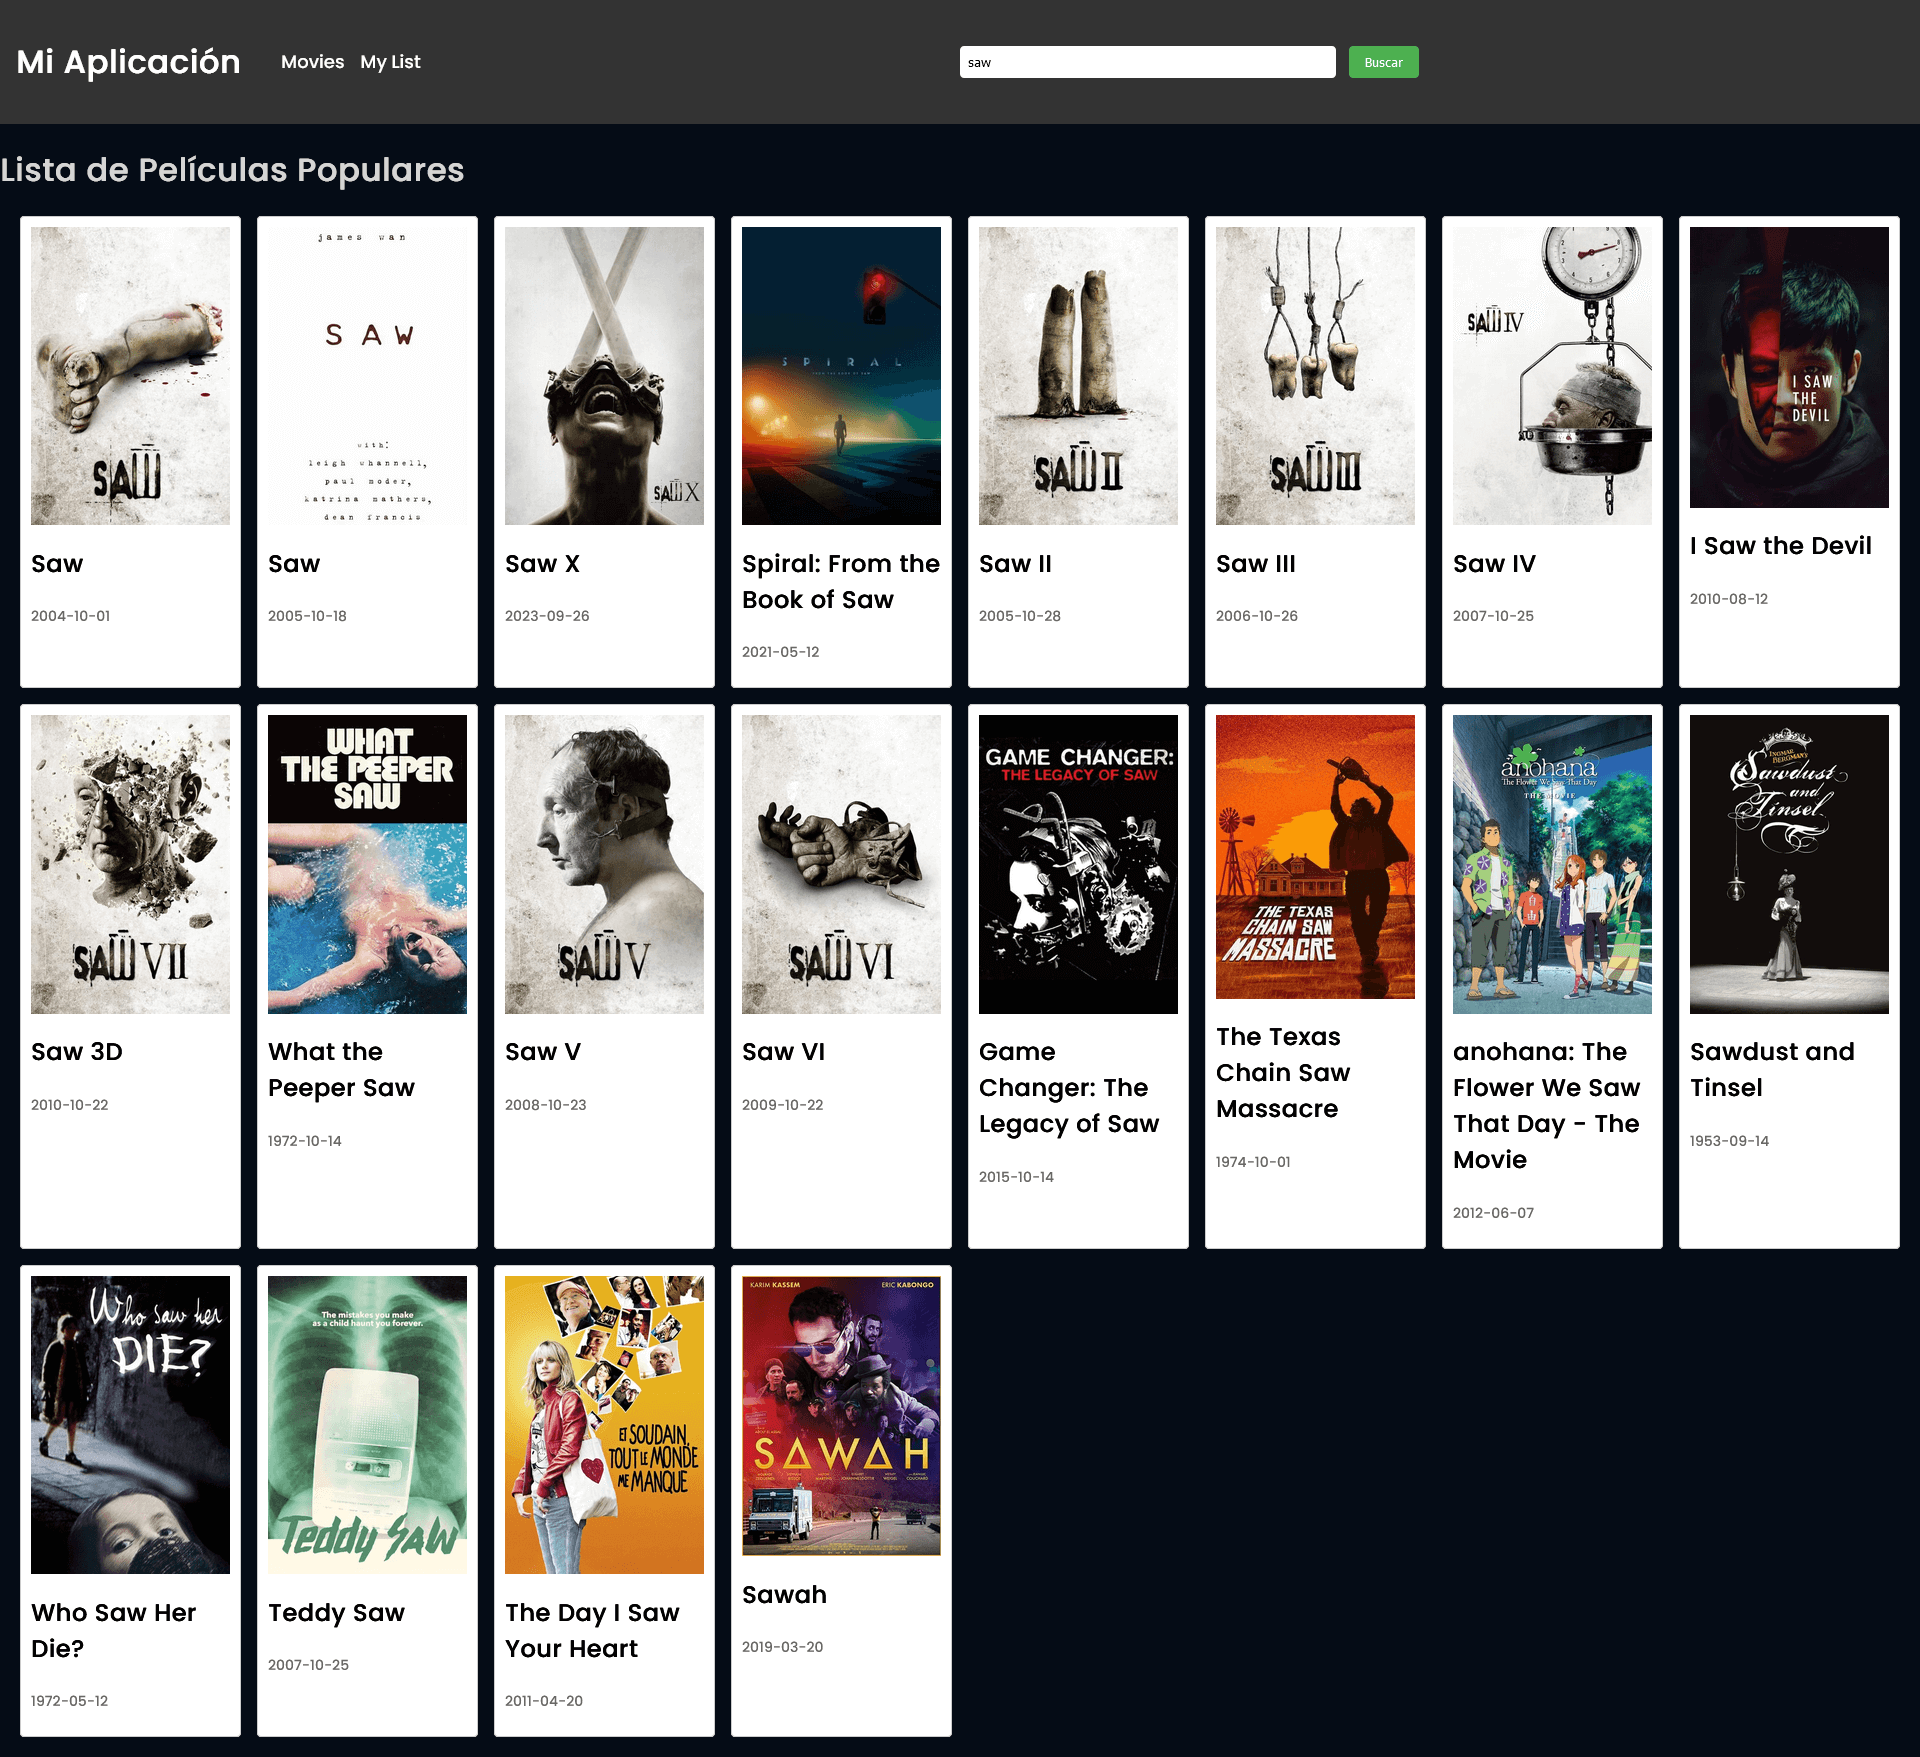 Mi Aplicación
Movies
My List
saw
Buscar
Lista de Películas Populares
SAW
Saw
2004-10-01
james wan
SAW
with:
leigh whannell,
paul moder,
katrina mathers,
dean francis
Saw
2005-10-18
SAW X
Saw X
2023-09-26
SPIRAL
FROM THE BOOK OF SAW
Spiral: From the
Book of Saw
2021-05-12
SAW II
Saw II
2005-10-28
SAW III
Saw III
2006-10-26
SAW IV
Saw IV
2007-10-25
I SAW
THE
DEVIL
I Saw the Devil
2010-08-12
SAW VII
Saw 3D
2010-10-22
WHAT
THE PEEPER
SAW
What the
Peeper Saw
1972-10-14
SAW V
Saw V
2008-10-23
SAW VI
Saw VI
2009-10-22
GAME CHANGER:
THE LEGACY OF SAW
Game
Changer: The
Legacy of Saw
2015-10-14
THE TEXAS
CHAIN SAW
MASSACRE
The Texas
Chain Saw
Massacre
1974-10-01
anohana
The Flower We Saw That Day
THE MOVIE
anohana: The
Flower We Saw
That Day - The
Movie
2012-06-07
INGMAR
BERGMAN'S
Sawdust
and
Tinsel
Sawdust and
Tinsel
1953-09-14
Who saw her
DIE?
Who Saw Her
Die?
1972-05-12
The mistakes you make
as a child haunt you forever.
Teddy Saw
Teddy Saw
2007-10-25
ET SOUDAIN,
TOUT LE MONDE
ME MANQUE
The Day I Saw
Your Heart
2011-04-20
KARIM KASSEM
ERIC KABONGO
SAWAH
Sawah
2019-03-20